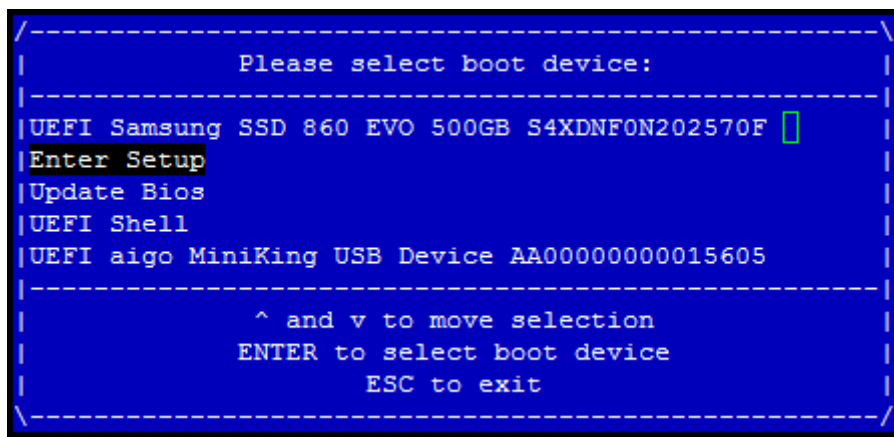 Please select boot device:
UEFI Samsung SSD 860 EVO 500GB S4XDNF0N202570F
Enter Setup
Update Bios
UEFI Shell
UEFI aigo MiniKing USB Device AA00000000015605
^ and v to move selection
ENTER to select boot device
ESC to exit